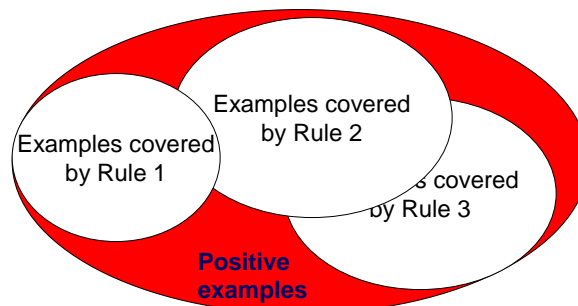 Examples covered
by Rule 2
Examples covered
by Rule 1
covered
by Rule 3
Positive
examples